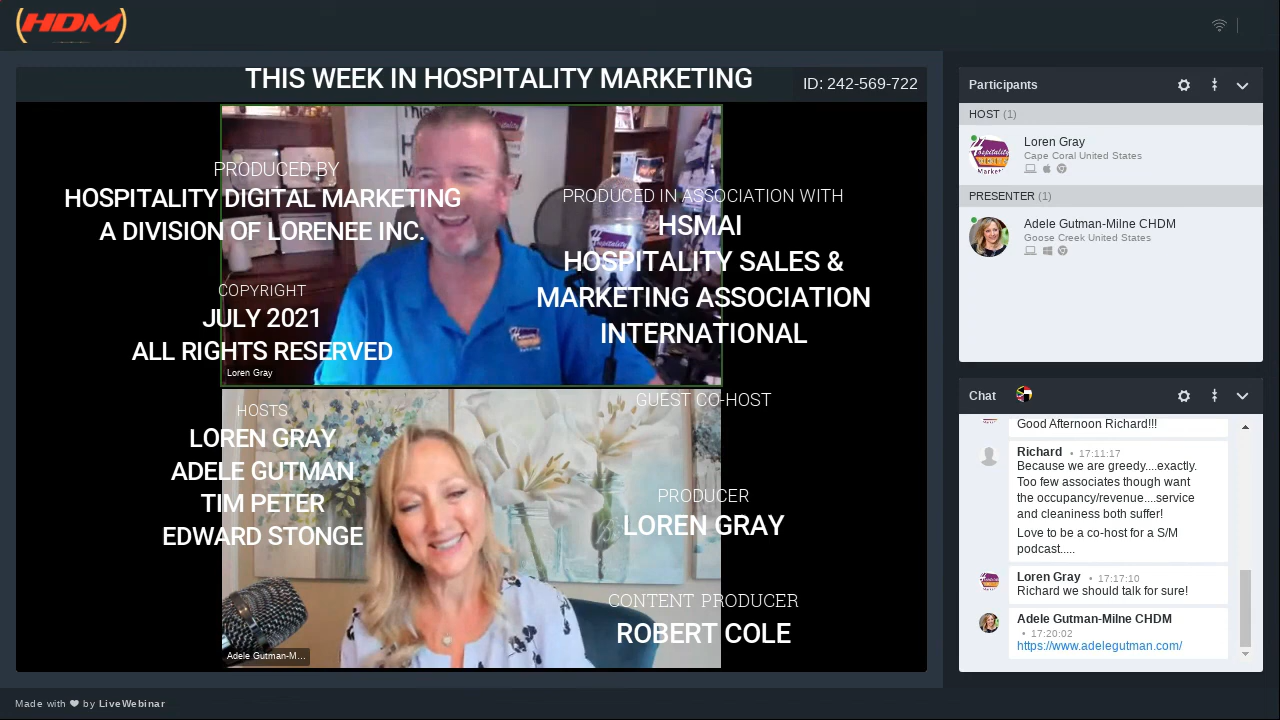 (HDM)
THIS WEEK IN HOSPITALITY MARKETING
ID: 242-569-722
PRODUCED BY
HOSPITALITY DIGITAL MARKETING
A DIVISION OF LORENEE INC.
COPYRIGHT
JULY 2021
ALL RIGHTS RESERVED
Loren Gray
PRODUCED IN ASSOCIATION WITH
HSMAI
HOSPITALITY SALES &
MARKETING ASSOCIATION
INTERNATIONAL
HOSTS
LOREN GRAY
ADELE GUTMAN
TIM PETER
EDWARD STONGE
GUEST CO-HOST
PRODUCER
LOREN GRAY
CONTENT PRODUCER
ROBERT COLE
Adele Gutman-M...
Participants
HOST (1)
Loren Gray
Cape Coral United States
PRESENTER (1)
Adele Gutman-Milne CHDM
Goose Creek United States
Chat
Good Afternoon Richard!!!
Richard • 17:11:17
Because we are greedy....exactly.
Too few associates though want
the occupancy/revenue....service
and cleaniness both suffer!
Love to be a co-host for a S/M
podcast.....
Loren Gray • 17:17:10
Richard we should talk for sure!
Adele Gutman-Milne CHDM
• 17:20:02
https://www.adelegutman.com/
Made with ♥ by LiveWebinar